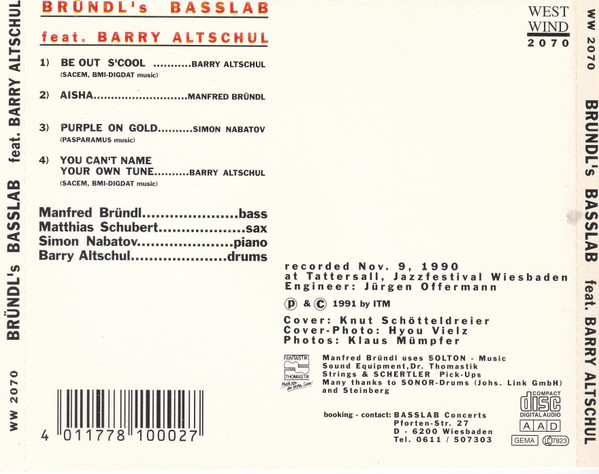 BRÜNDL's BASSLAB feat. BARRY ALTSCHUL
WW 2070
BRÜNDL's BASSLAB
feat. BARRY ALTSCHUL
1) BE OUT S'COOL ..........BARRY ALTSCHUL
(SACEM, BMI-DIGDAT music)
2) AISHA......................MANFRED BRÜNDL
3) PURPLE ON GOLD.........SIMON NABATOV
(PASPARAMUS music)
4) YOU CAN'T NAME
YOUR OWN TUNE.........BARRY ALTSCHUL
(SACEM, BMI-DIGDAT music)
Manfred Bründl...............bass
Matthias Schubert..............sax
Simon Nabatov...............piano
Barry Altschul...............drums
WEST
WIND
2070
recorded Nov. 9, 1990
at Tattersall, Jazzfestival Wiesbaden
Engineer: Jürgen Offermann
℗ & © 1991 by ITM
Cover: Knut Schötteldreier
Cover-Photo: Hyou Vielz
Photos: Klaus Mümpfer
FANTASTIK
THOMASTIK
Manfred Bründl uses SOLTON - Music
Sound Equipment,Dr. Thomastik
Strings & SCHERTLER Pick-Ups
Many thanks to SONOR-Drums (Johs. Link GmbH)
and Steinberg
booking - contact: BASSLAB Concerts
Pforten-Str. 27
D - 6200 Wiesbaden
Tel. 0611 / 507303
COMPACT
disc
DIGITAL AUDIO
AAD
GEMA LC 7823
4 011778 100027
WW 2070
BRÜNDL's BASSLAB feat. BARRY ALTSCHUL